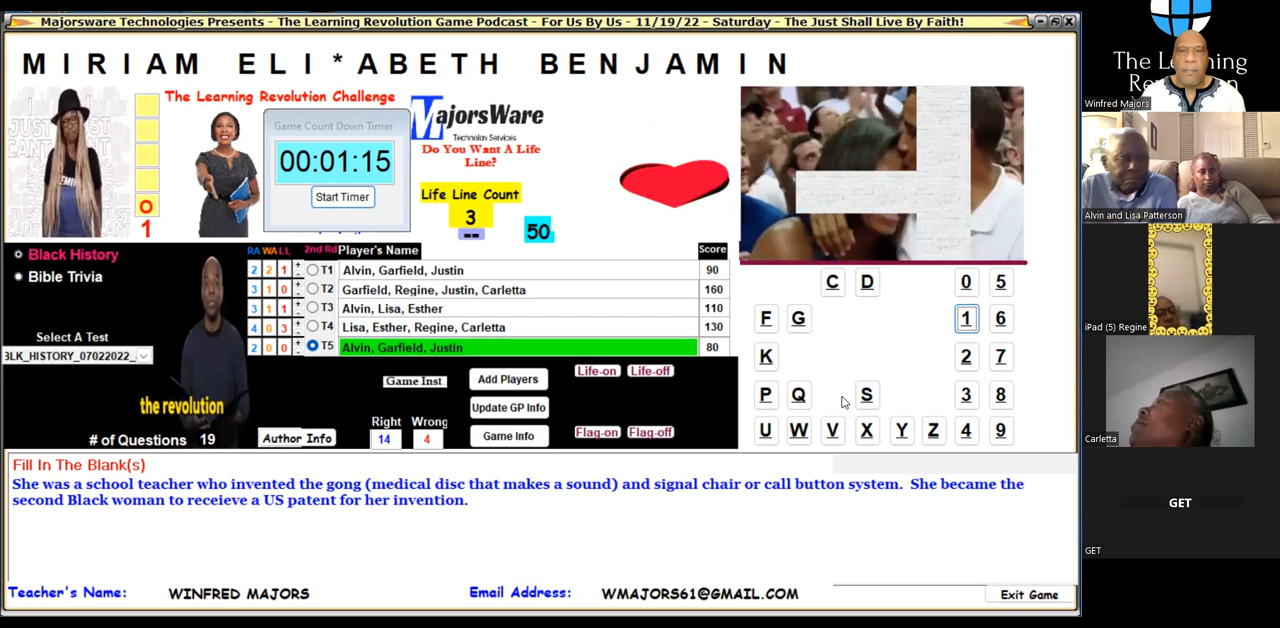 Majorsware Technologies Presents - The Learning Revolution Game Podcast - For Us By Us - 11/19/22 - Saturday - The Just Shall Live By Faith!
MIRIAM ELI*ABETH BENJAMIN
The Learning Revolution Challenge
Game Count Down Timer
00:01:15
Start Timer
MajorsWare
Technology Services
Do You Want A Life
Line?
Life Line Count
3
--
50
O
1
Black History
Bible Trivia
Select A Test
BLK_HISTORY_07022022_
the revolution
# of Questions 19
RA WA LL 2nd Rd Player's Name Score
2 2 1 + - T1 Alvin, Garfield, Justin 90
3 1 0 + - T2 Garfield, Regine, Justin, Carletta 160
3 1 1 + - T3 Alvin, Lisa, Esther 110
4 0 3 + - T4 Lisa, Esther, Regine, Carletta 130
2 0 0 + - T5 Alvin, Garfield, Justin 80
Game Inst
Add Players
Life-on Life-off
Update GP Info
Right Wrong
14 4
Author Info
Game Info
Flag-on Flag-off
C D 0 5
F G 1 6
K 2 7
P Q S 3 8
U W V X Y Z 4 9
Fill In The Blank(s)
She was a school teacher who invented the gong (medical disc that makes a sound) and signal chair or call button system. She became the
second Black woman to receieve a US patent for her invention.
Teacher's Name: WINFRED MAJORS Email Address: WMAJORS61@GMAIL.COM
Exit Game
The Learning
Winfred Majors
Alvin and Lisa Patterson
iPad (5) Regine
Carletta
GET
GET